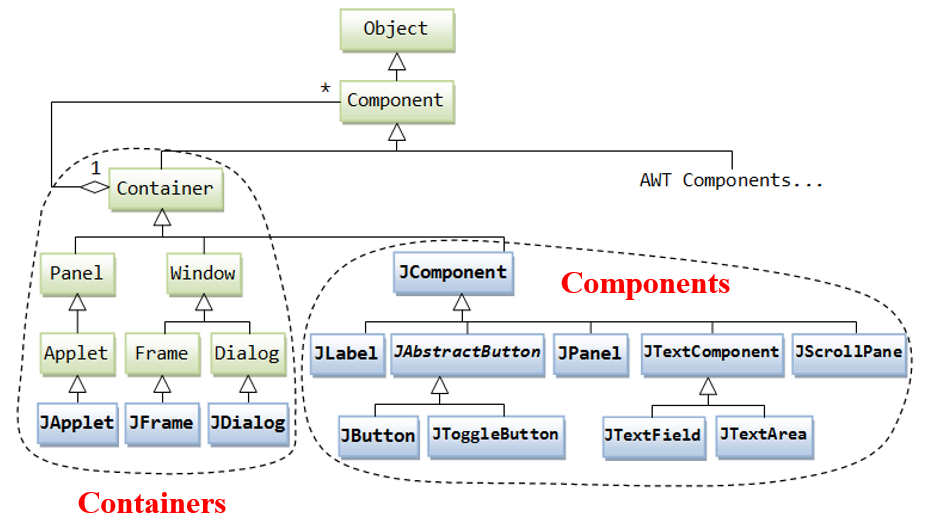 Object
*
Component
1
Container
AWT Components...
Panel
Window
JComponent
Components
Applet
Frame
Dialog
JLabel
JAbstractButton
JPanel
JTextComponent
JScrollPane
JApplet
JFrame
JDialog
JButton
JToggleButton
JTextField
JTextArea
Containers